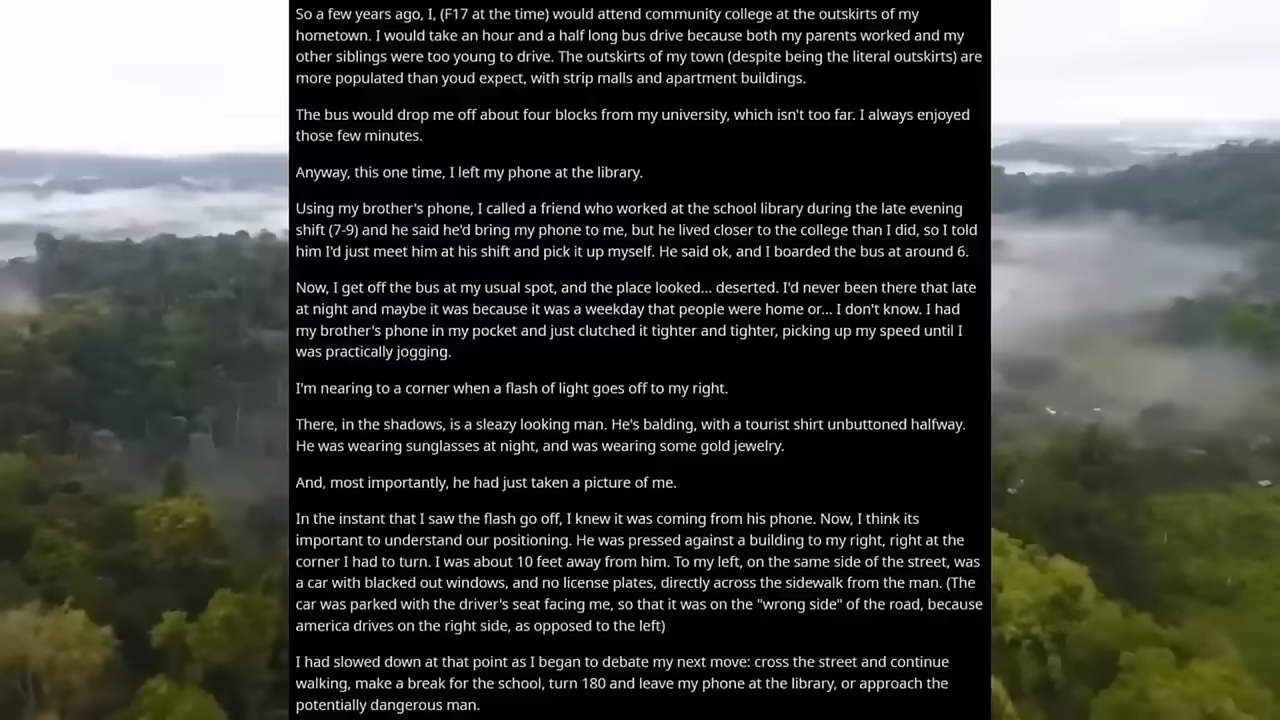 So a few years ago, I, (F17 at the time) would attend community college at the outskirts of my
hometown. I would take an hour and a half long bus drive because both my parents worked and my
other siblings were too young to drive. The outskirts of my town (despite being the literal outskirts) are
more populated than youd expect, with strip malls and apartment buildings.
The bus would drop me off about four blocks from my university, which isn't too far. I always enjoyed
those few minutes.
Anyway, this one time, I left my phone at the library.
Using my brother's phone, I called a friend who worked at the school library during the late evening
shift (7-9) and he said he'd bring my phone to me, but he lived closer to the college than I did, so I told
him I'd just meet him at his shift and pick it up myself. He said ok, and I boarded the bus at around 6.
Now, I get off the bus at my usual spot, and the place looked... deserted. I'd never been there that late
at night and maybe it was because it was a weekday that people were home or... I don't know. I had
my brother's phone in my pocket and just clutched it tighter and tighter, picking up my speed until I
was practically jogging.
I'm nearing to a corner when a flash of light goes off to my right.
There, in the shadows, is a sleazy looking man. He's balding, with a tourist shirt unbuttoned halfway.
He was wearing sunglasses at night, and was wearing some gold jewelry.
And, most importantly, he had just taken a picture of me.
In the instant that I saw the flash go off, I knew it was coming from his phone. Now, I think its
important to understand our positioning. He was pressed against a building to my right, right at the
corner I had to turn. I was about 10 feet away from him. To my left, on the same side of the street, was
a car with blacked out windows, and no license plates, directly across the sidewalk from the man. (The
car was parked with the driver's seat facing me, so that it was on the "wrong side" of the road, because
america drives on the right side, as opposed to the left)
I had slowed down at that point as I began to debate my next move: cross the street and continue
walking, make a break for the school, turn 180 and leave my phone at the library, or approach the
potentially dangerous man.